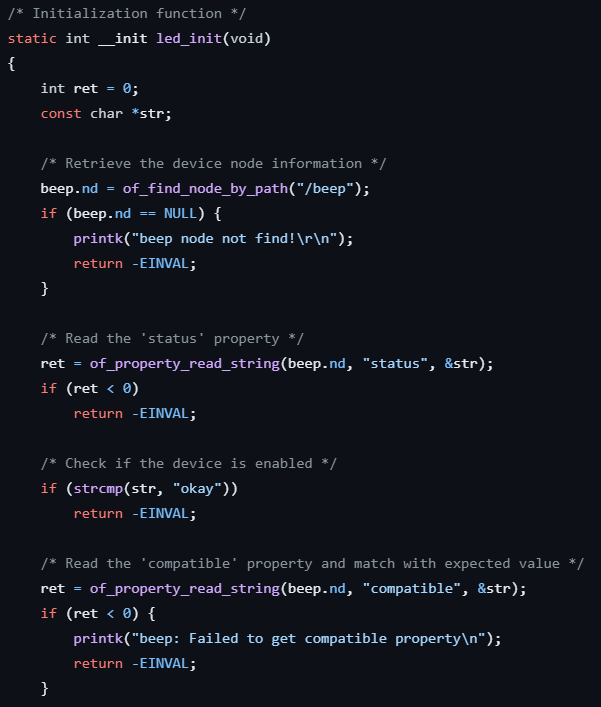 /* Initialization function */
static int __init led_init(void)
{
    int ret = 0;
    const char *str;

    /* Retrieve the device node information */
    beep.nd = of_find_node_by_path("/beep");
    if (beep.nd == NULL) {
        printk("beep node not find!\r\n");
        return -EINVAL;
    }

    /* Read the 'status' property */
    ret = of_property_read_string(beep.nd, "status", &str);
    if (ret < 0)
        return -EINVAL;

    /* Check if the device is enabled */
    if (strcmp(str, "okay"))
        return -EINVAL;

    /* Read the 'compatible' property and match with expected value */
    ret = of_property_read_string(beep.nd, "compatible", &str);
    if (ret < 0) {
        printk("beep: Failed to get compatible property\n");
        return -EINVAL;
    }